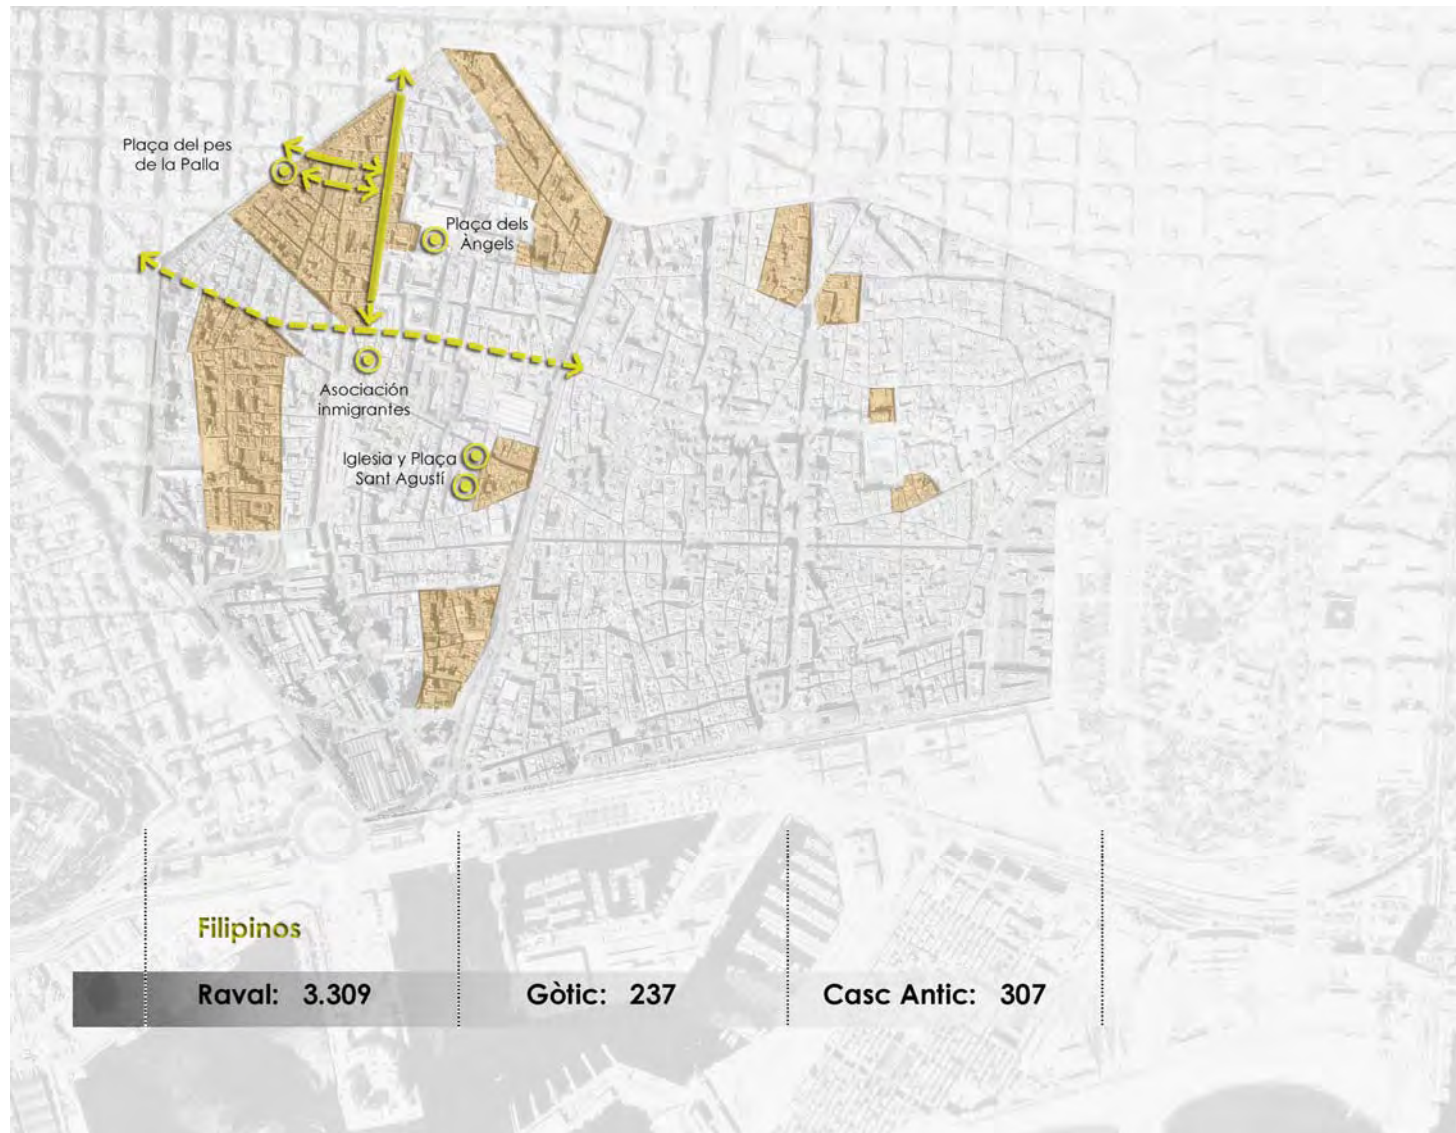 Plaça del pes
de la Palla
Plaça dels
Àngels
Asociación
inmigrantes
Iglesia y Plaça
Sant Agustí
Filipinos
Raval: 3.309
Gòtic: 237
Casc Antic: 307